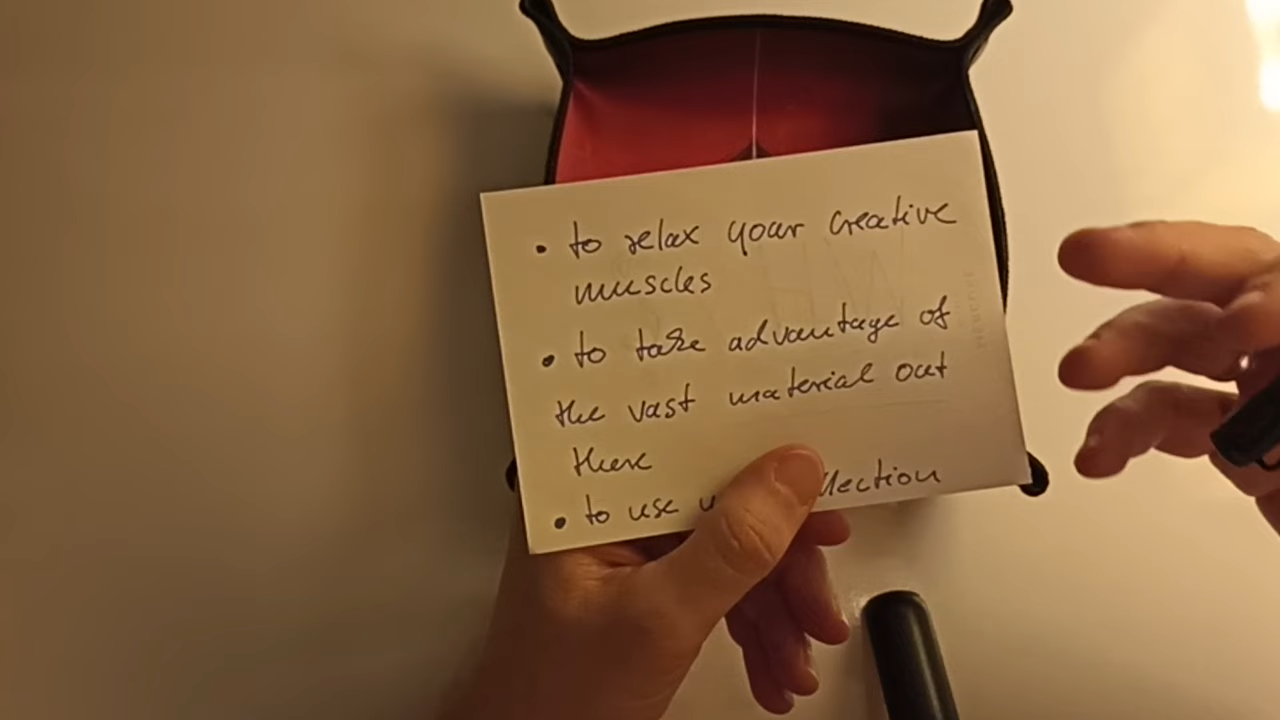 • to relax your creative
muscles
• to take advantage of
the vast material out
there
• to use